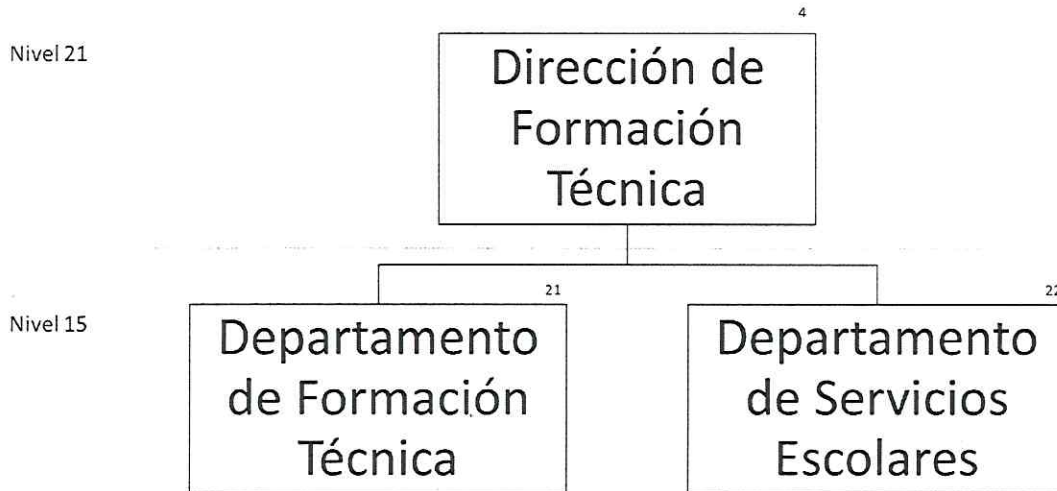 4
Nivel 21
Dirección de
Formación
Técnica
21
22
Nivel 15
Departamento
de Formación
Técnica
Departamento
de Servicios
Escolares